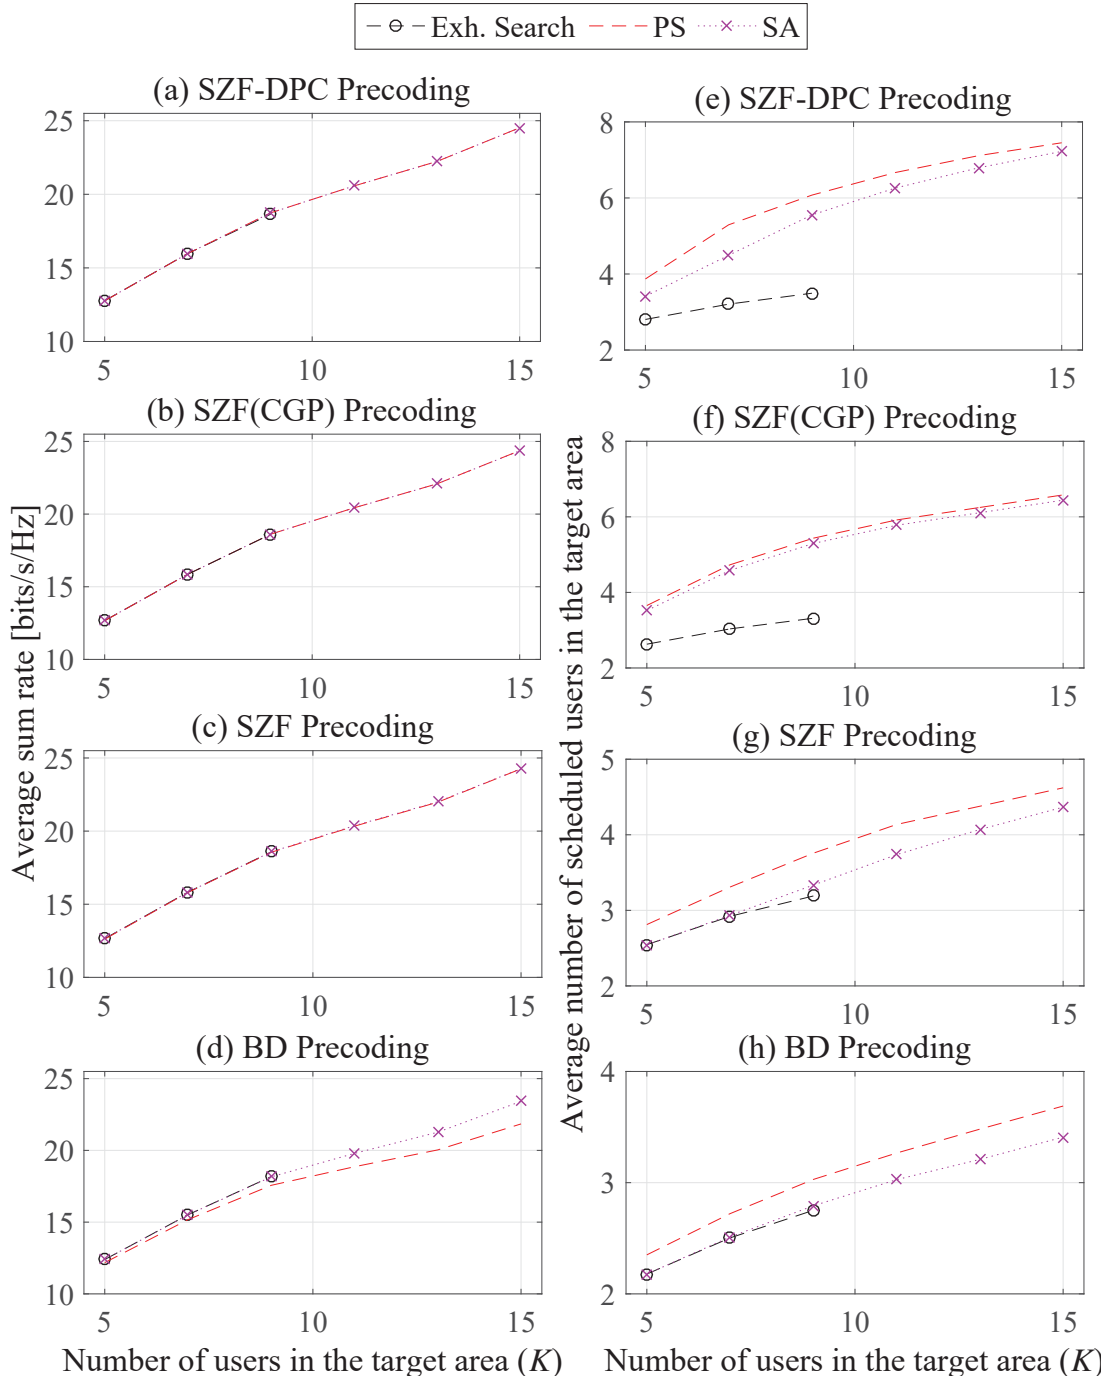 Exh. Search PS SA
(a) SZF-DPC Precoding
25
20
15
10
5 10 15
(b) SZF(CGP) Precoding
25
20
15
10
5 10 15
(c) SZF Precoding
25
20
15
10
5 10 15
(d) BD Precoding
25
20
15
10
5 10 15
Average sum rate [bits/s/Hz]
Number of users in the target area (K)
(e) SZF-DPC Precoding
8
6
4
2
5 10 15
(f) SZF(CGP) Precoding
8
6
4
2
5 10 15
(g) SZF Precoding
5
4
3
2
5 10 15
(h) BD Precoding
4
3
2
5 10 15
Average number of scheduled users in the target area
Number of users in the target area (K)